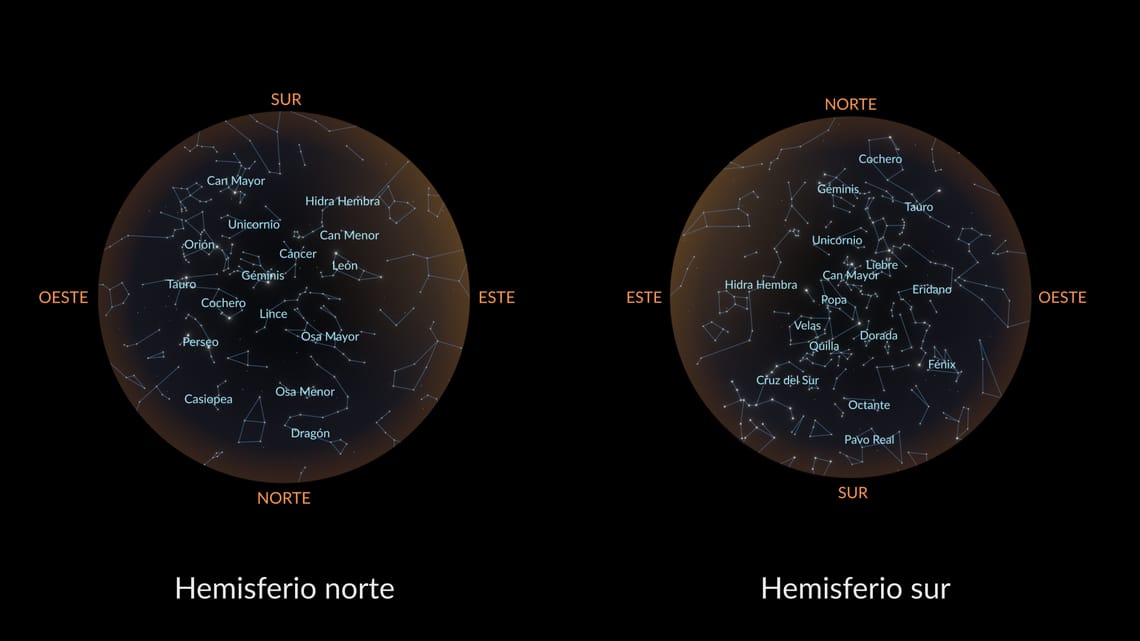 SUR
Can Mayor
Hidra Hembra
Unicornio
Can Menor
Orión
Cáncer
León
Géminis
Tauro
OESTE
ESTE
Cochero
Lince
Osa Mayor
Perseo
Osa Menor
Casiopea
Dragón
NORTE
Hemisferio norte
NORTE
Cochero
Géminis
Tauro
Unicornio
Liebre
Can Mayor
Hidra Hembra
Erídano
ESTE
OESTE
Popa
Velas
Dorada
Quilla
Fénix
Cruz del Sur
Octante
Pavo Real
SUR
Hemisferio sur